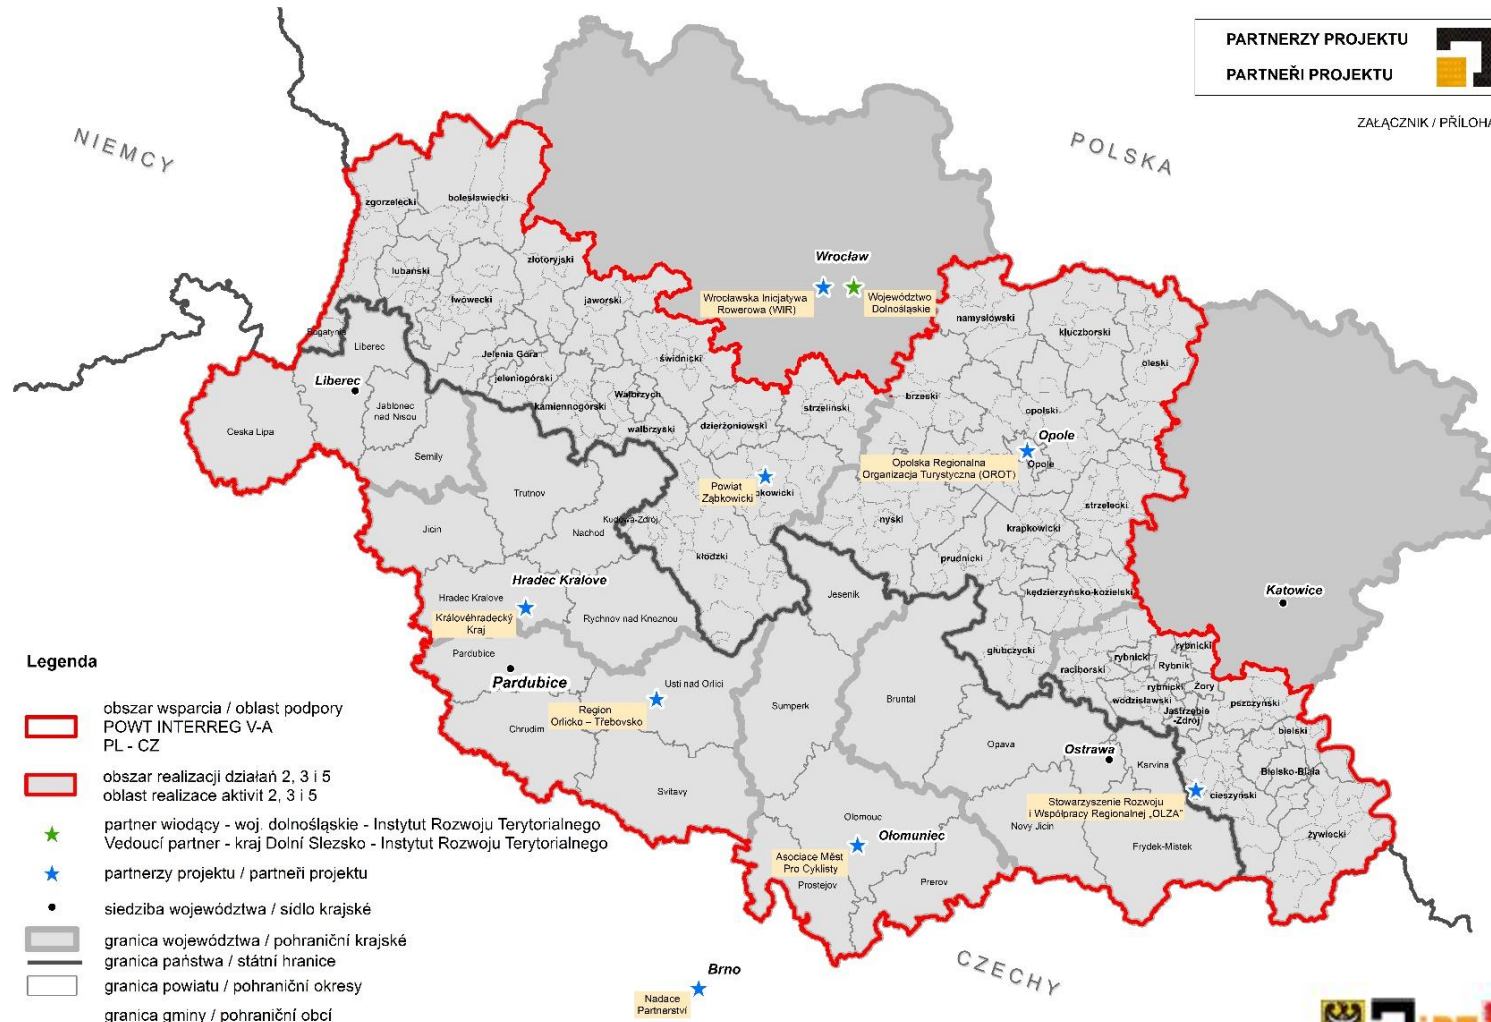 PARTNERZY PROJEKTU
PARTNEŘI PROJEKTU
ZAŁĄCZNIK / PŘÍLOHA
NIEMCY
POLSKA
zgorzelecki
bolesławiecki
lubański
złotoryjski
lwówecki
jaworski
Wrocław
Wrocławska Inicjatywa
Rowerowa (WIR)
Województwo
Dolnośląskie
namysłowski
kluczborski
oleski
Bogatynia
Liberec
Liberec
Jelenia Góra
jeleniogórski
świdnicki
kamiennogórski
Wałbrzych
wałbrzyski
dzierżoniowski
strzeliński
brzeski
opolski
Opole
Opole
Opolska Regionalna
Organizacja Turystyczna (OROT)
Ceska Lipa
Jablonec
nad Nisou
Semily
Trutnov
Jicin
Nachod
Kudowa-Zdrój
Powiat
Ząbkowicki
bkowicki
kłodzki
nyski
prudnicki
krapkowicki
strzelecki
kędzierzyńsko-kozielski
Katowice
Hradec Kralove
Hradec Kralove
Královéhradecký
Kraj
Rychnov nad Kneznou
Jesenik
głubczycki
raciborski
rybnicki
rybnicki
Rybnik
rybnicki
Żory
wodzisławski
Jastrzębie
-Zdrój
pszczyński
bielski
Bielsko-Biała
cieszyński
żywiecki
Pardubice
Pardubice
Usti nad Orlici
Region
Orlicko – Třebovsko
Chrudim
Svitavy
Sumperk
Bruntal
Opava
Ostrawa
Karvina
Stowarzyszenie Rozwoju
i Współpracy Regionalnej „OLZA”
Novy Jicin
Frydek-Mistek
Olomouc
Ołomuniec
Asociace Měst
Pro Cyklisty
Prostejov
Prerov
CZECHY
Brno
Nadace
Partnerství
Legenda
obszar wsparcia / oblast podpory
POWT INTERREG V-A
PL - CZ
obszar realizacji działań 2, 3 i 5
oblast realizace aktivit 2, 3 i 5
partner wiodący - woj. dolnośląskie - Instytut Rozwoju Terytorialnego
Vedoucí partner - kraj Dolní Slezsko - Instytut Rozwoju Terytorialnego
partnerzy projektu / partneři projektu
siedziba województwa / sídlo krajské
granica województwa / pohraniční krajské
granica państwa / státní hranice
granica powiatu / pohraniční okresy
granica gminy / pohraniční obcí